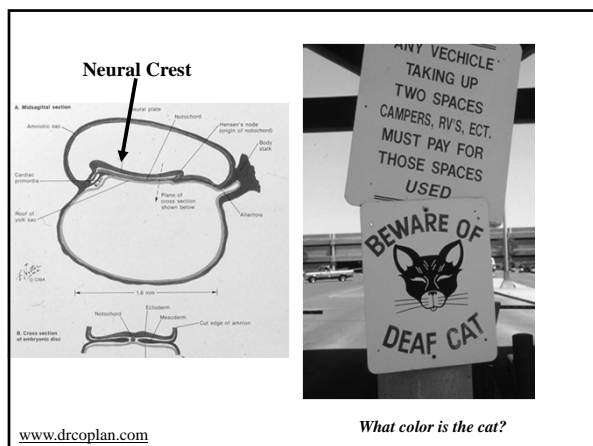 Neural Crest
A. Midsagittal section
Neural plate
Notochord
Hensen's node
(origin of notochord)
Amniotic sac
Body
stalk
Cardiac
primordia
Plane of
cross section
shown below
Roof of
yolk sac
Allantois
© CIBA
1.8 mm
Ectoderm
Notochord
Mesoderm
Cut edge of amnion
B. Cross section
of embryonic disc
ANY VECHICLE
TAKING UP
TWO SPACES
CAMPERS, RV'S, ECT.
MUST PAY FOR
THOSE SPACES
USED
BEWARE OF
DEAF CAT
www.drcoplan.com
What color is the cat?